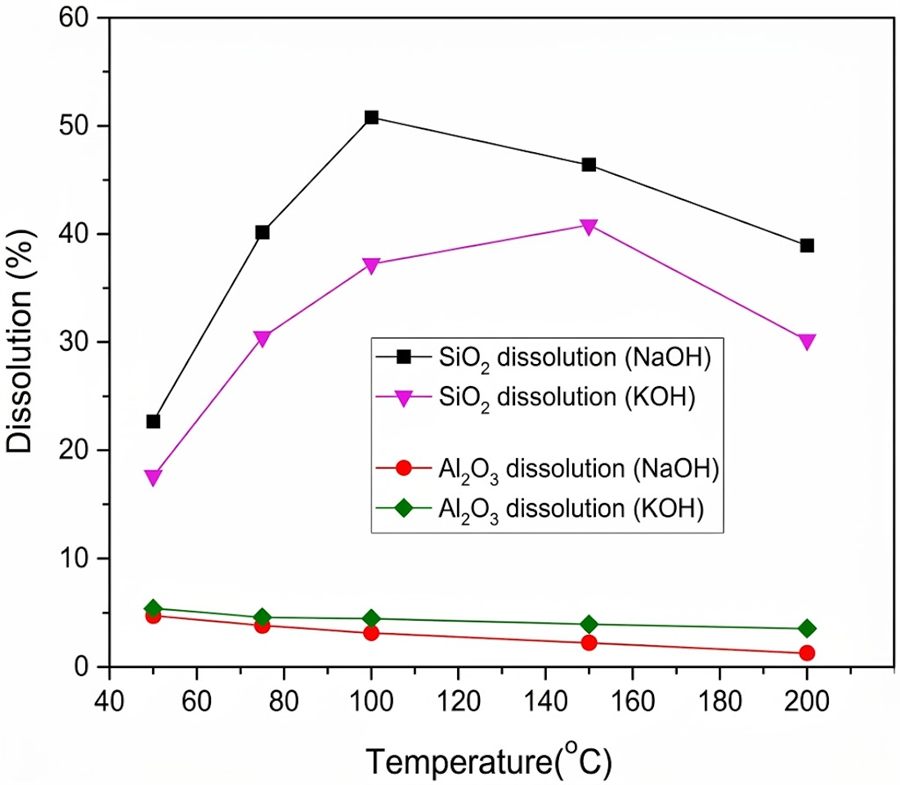 60
50
40
30
20
10
0
Dissolution (%)
SiO₂ dissolution (NaOH)
SiO₂ dissolution (KOH)
Al₂O₃ dissolution (NaOH)
Al₂O₃ dissolution (KOH)
40 60 80 100 120 140 160 180 200
Temperature(°C)